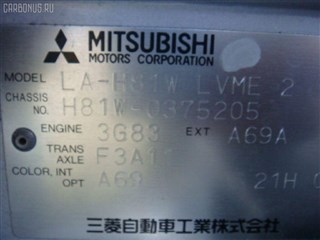 CARBONUS.RU
MITSUBISHI
MOTORS CORPORATION
MODEL LA-H81W LVME 2
CHASSIS NO. H81W-0375205
ENGINE 3G83 EXT A69A
TRANS AXLE F3A1
COLOR, INT OPT A69 21H
三菱自動車工業株式会社